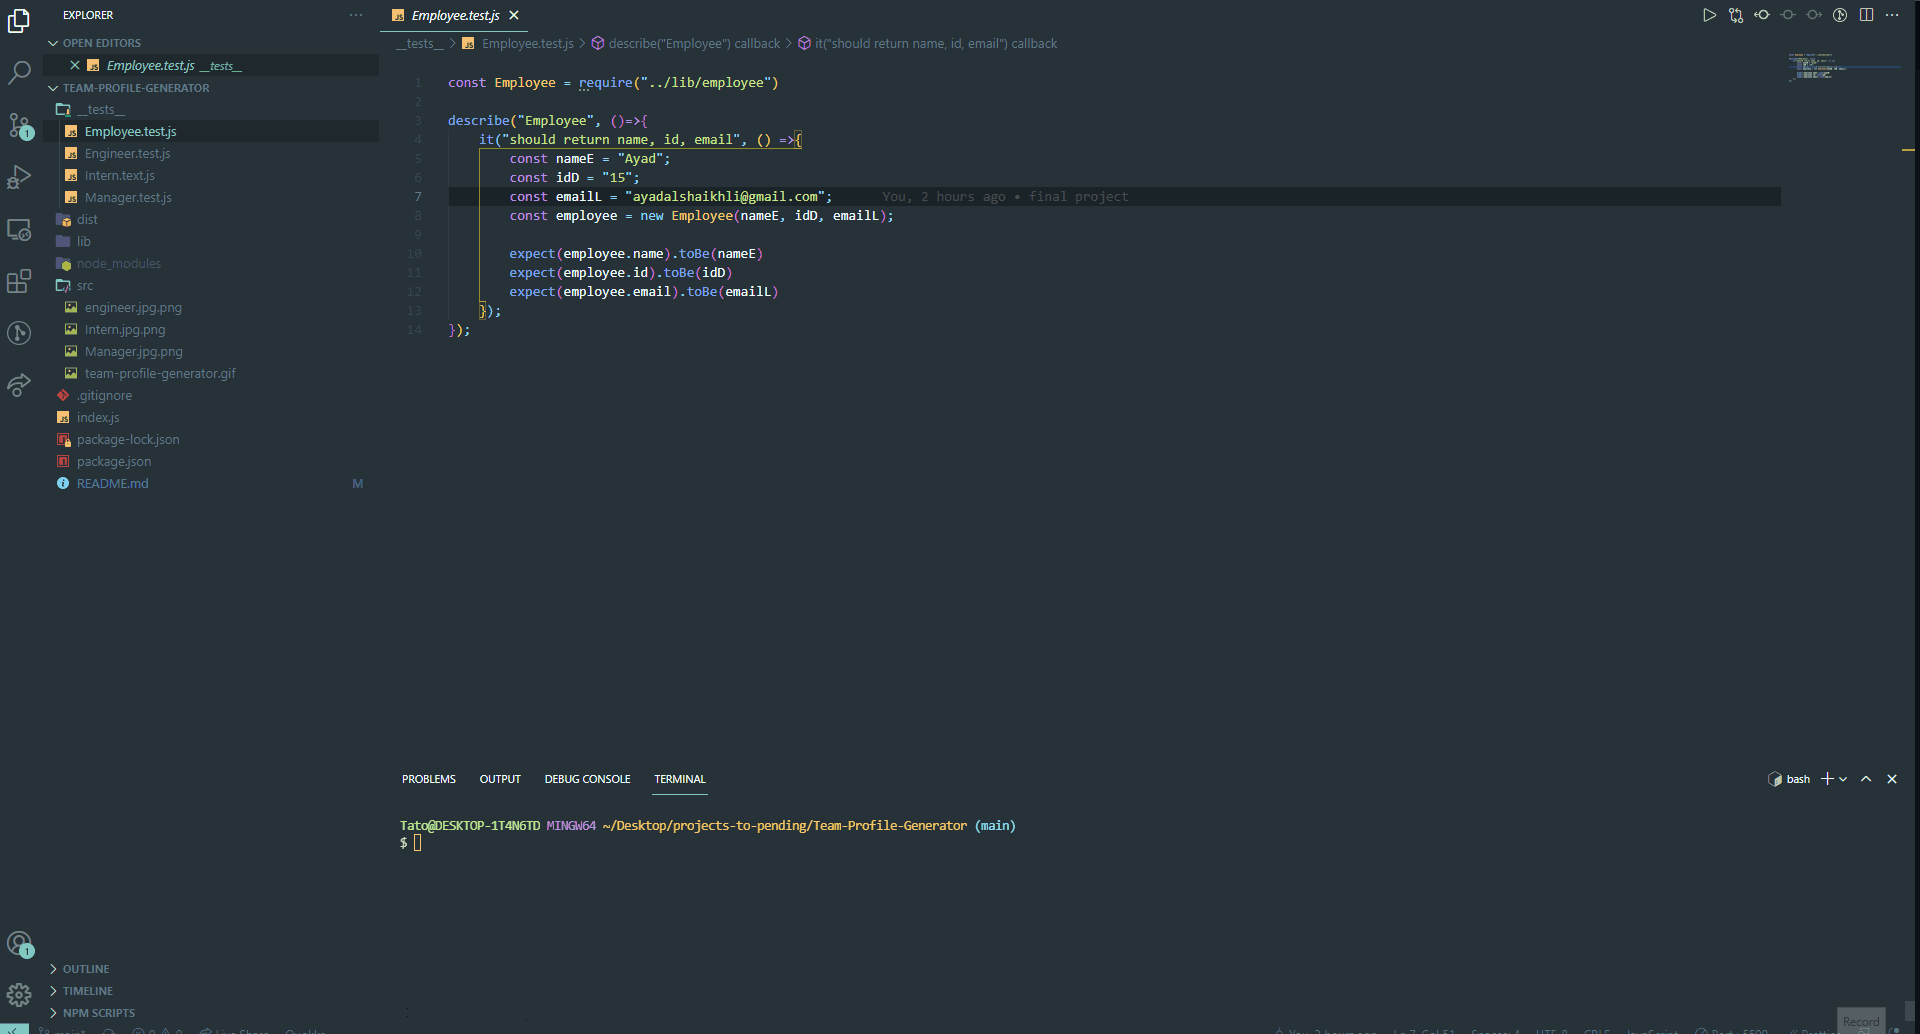 EXPLORER
OPEN EDITORS
Employee.test.js __tests__
TEAM-PROFILE-GENERATOR
__tests__
Employee.test.js
Engineer.test.js
Intern.text.js
Manager.test.js
dist
lib
node_modules
src
engineer.jpg.png
Intern.jpg.png
Manager.jpg.png
team-profile-generator.gif
.gitignore
index.js
package-lock.json
package.json
README.md M
OUTLINE
TIMELINE
NPM SCRIPTS
1
1
Employee.test.js
__tests__ > Employee.test.js > describe("Employee") callback > it("should return name, id, email") callback
1 const Employee = require("../lib/employee")
2
3 describe("Employee", ()=>{
4 it("should return name, id, email", () =>{
5 const nameE = "Ayad";
6 const idD = "15";
7 const emailL = "ayadalshaikhli@gmail.com"; You, 2 hours ago • final project
8 const employee = new Employee(nameE, idD, emailL);
9
10 expect(employee.name).toBe(nameE)
11 expect(employee.id).toBe(idD)
12 expect(employee.email).toBe(emailL)
13 });
14 });
PROBLEMS OUTPUT DEBUG CONSOLE TERMINAL
bash
Tato@DESKTOP-1T4N6TD MINGW64 ~/Desktop/projects-to-pending/Team-Profile-Generator (main)
$
Record